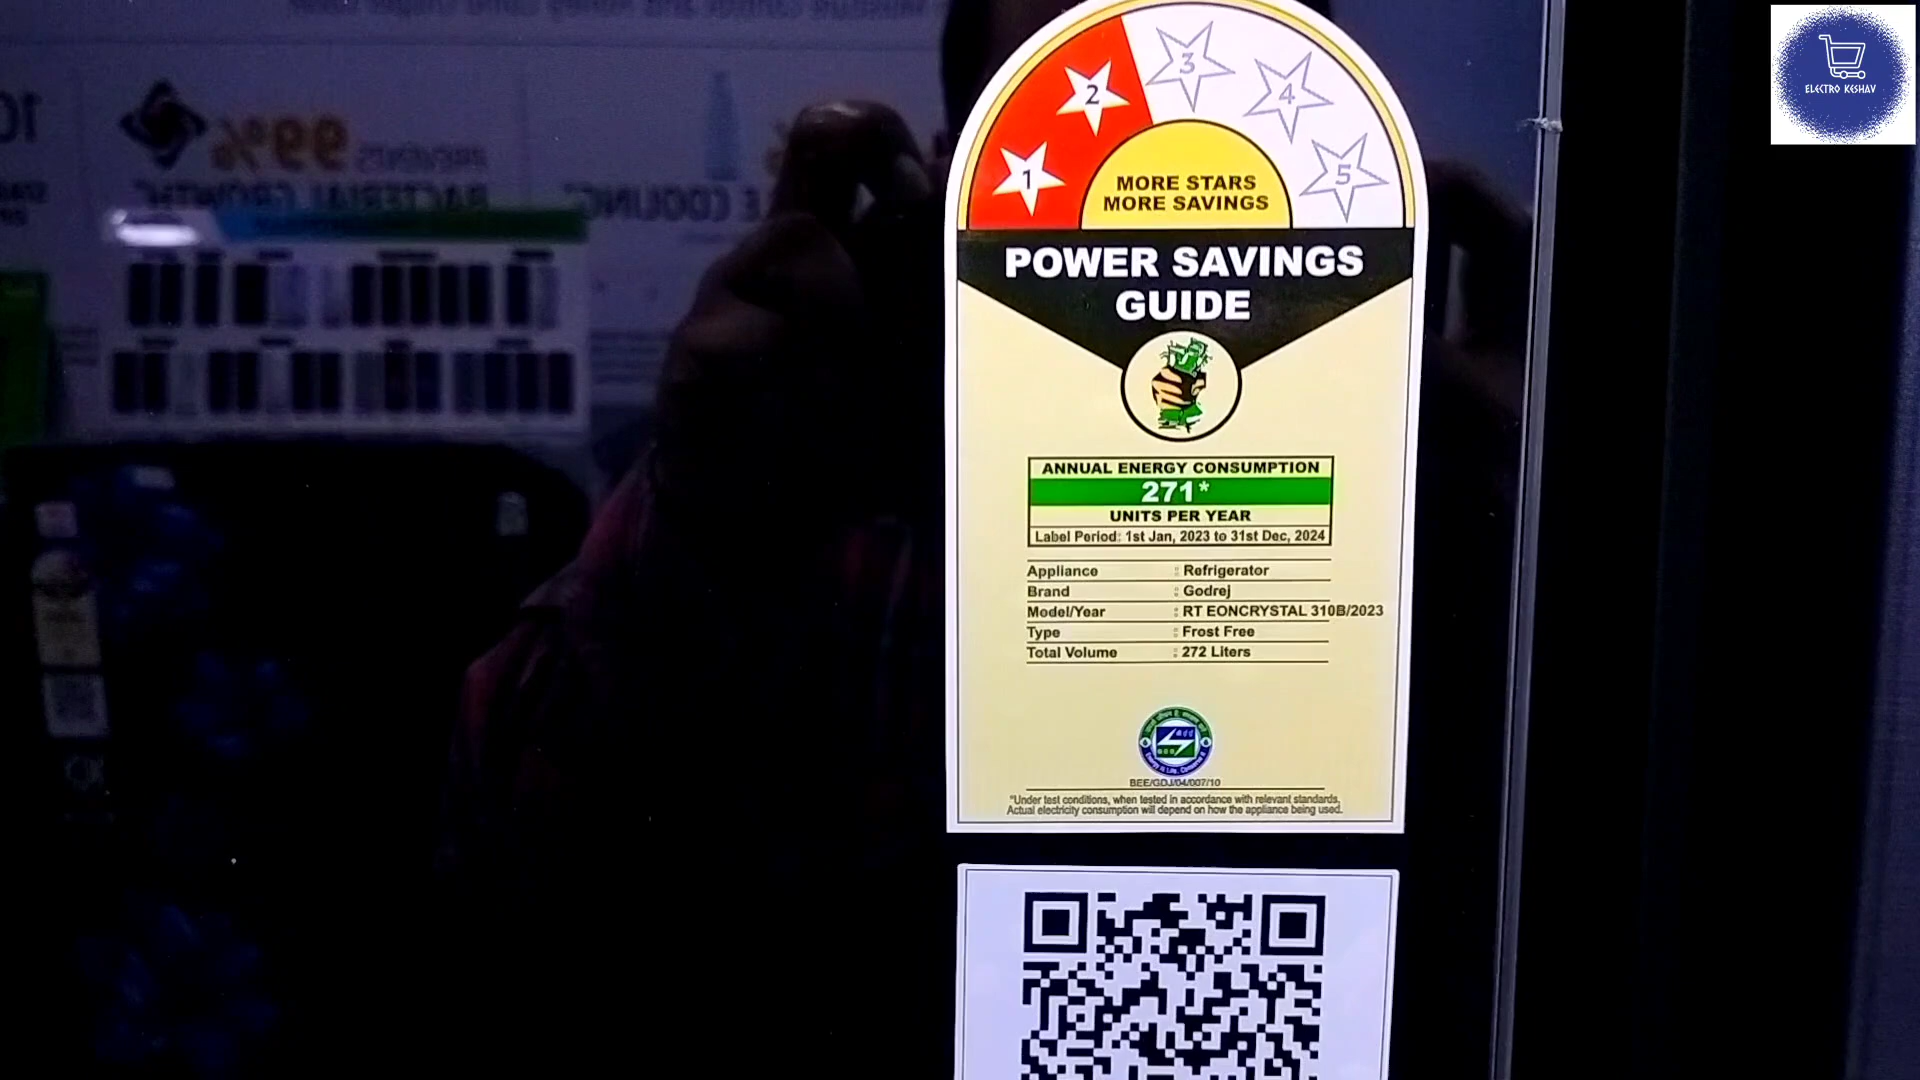 ELECTRO KESHAV
1
2
3
4
5
MORE STARS
MORE SAVINGS
POWER SAVINGS
GUIDE
ANNUAL ENERGY CONSUMPTION
271*
UNITS PER YEAR
Label Period: 1st Jan, 2023 to 31st Dec, 2024
Appliance : Refrigerator
Brand : Godrej
Model/Year : RT EONCRYSTAL 310B/2023
Type : Frost Free
Total Volume : 272 Liters
BEE/GDJ/04/007/10
*Under test conditions, when tested in accordance with relevant standards.
Actual electricity consumption will depend on how the appliance being used.
99%
PREVENTS
BACTERIAL GROWTH*
COOLING*